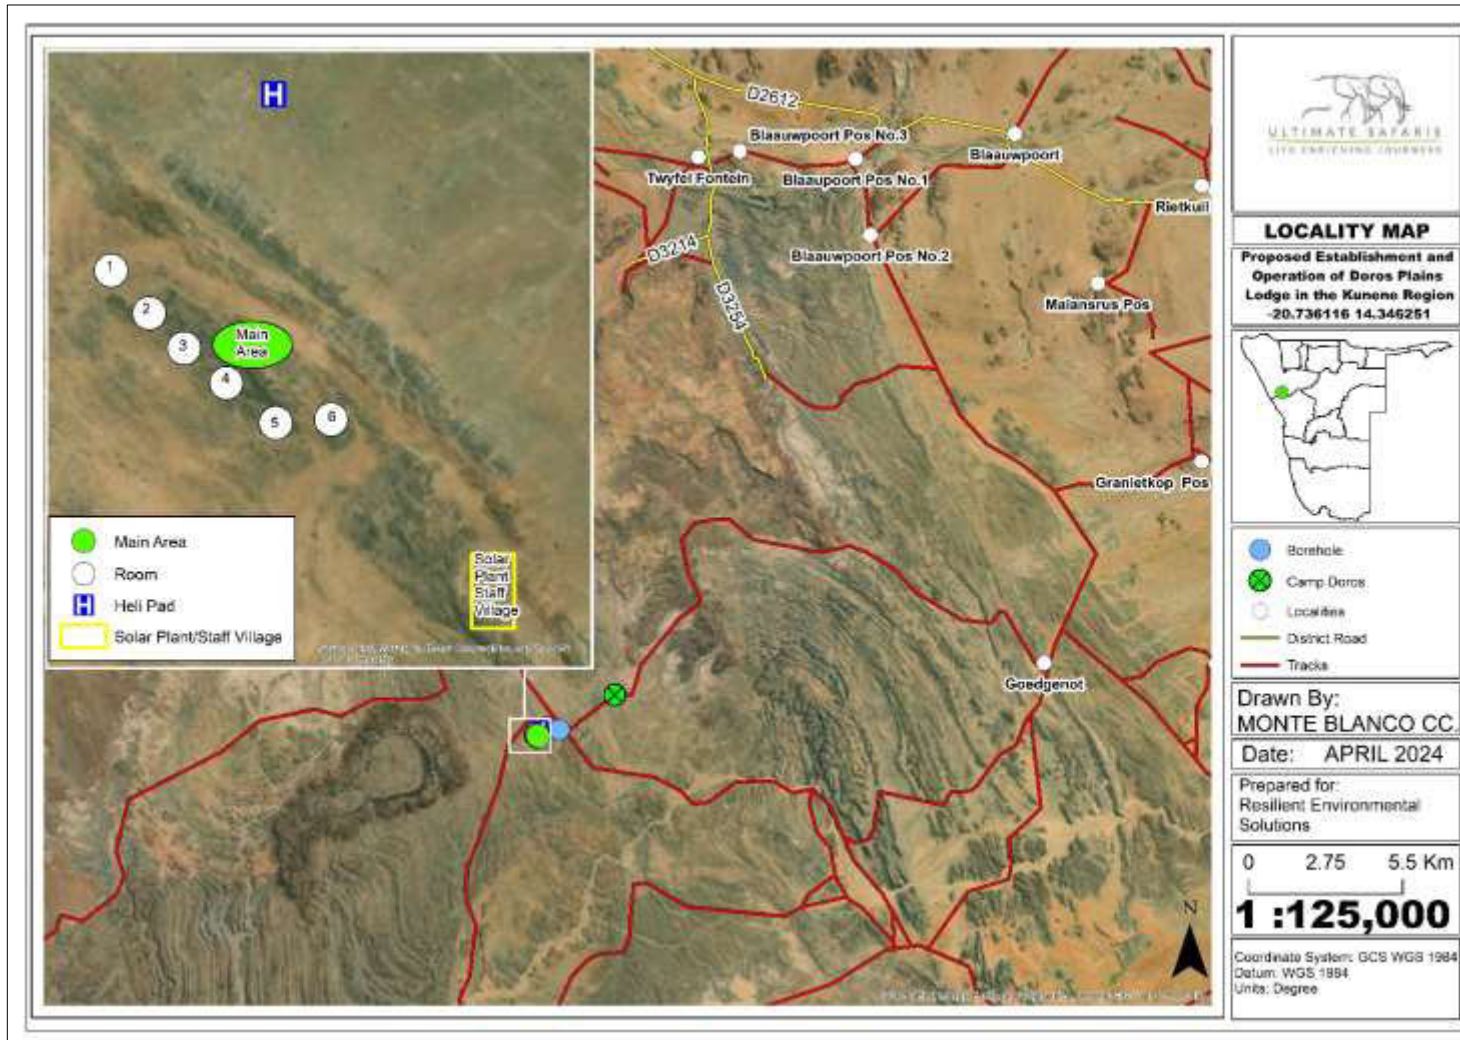 H
1
2
3
4
5
6
Main
Area
Solar
Plant
Staff
Village
Main Area
Room
H
Heli Pad
Solar Plant/Staff Village
D2612
Blaauwpoort Pos No.3
Blaauwpoort
Twyfel Fontein
Blaaupoort Pos No.1
Rietkuil
D3214
Blaauwpoort Pos No.2
D3254
Malansrus Pos
Granietkop Pos
Goedgenot
N
ULTIMATE SAFARIS
LIFE ENRICHING JOURNEYS
LOCALITY MAP
Proposed Establishment and
Operation of Doros Plains
Lodge in the Kunene Region
-20.736116 14.346251
Borehole
Camp Doros
Localities
District Road
Tracks
Drawn By:
MONTE BLANCO CC.
Date: APRIL 2024
Prepared for:
Resilient Environmental
Solutions
0 2.75 5.5 Km
1 :125,000
Coordinate System: GCS WGS 1984
Datum: WGS 1984
Units: Degree